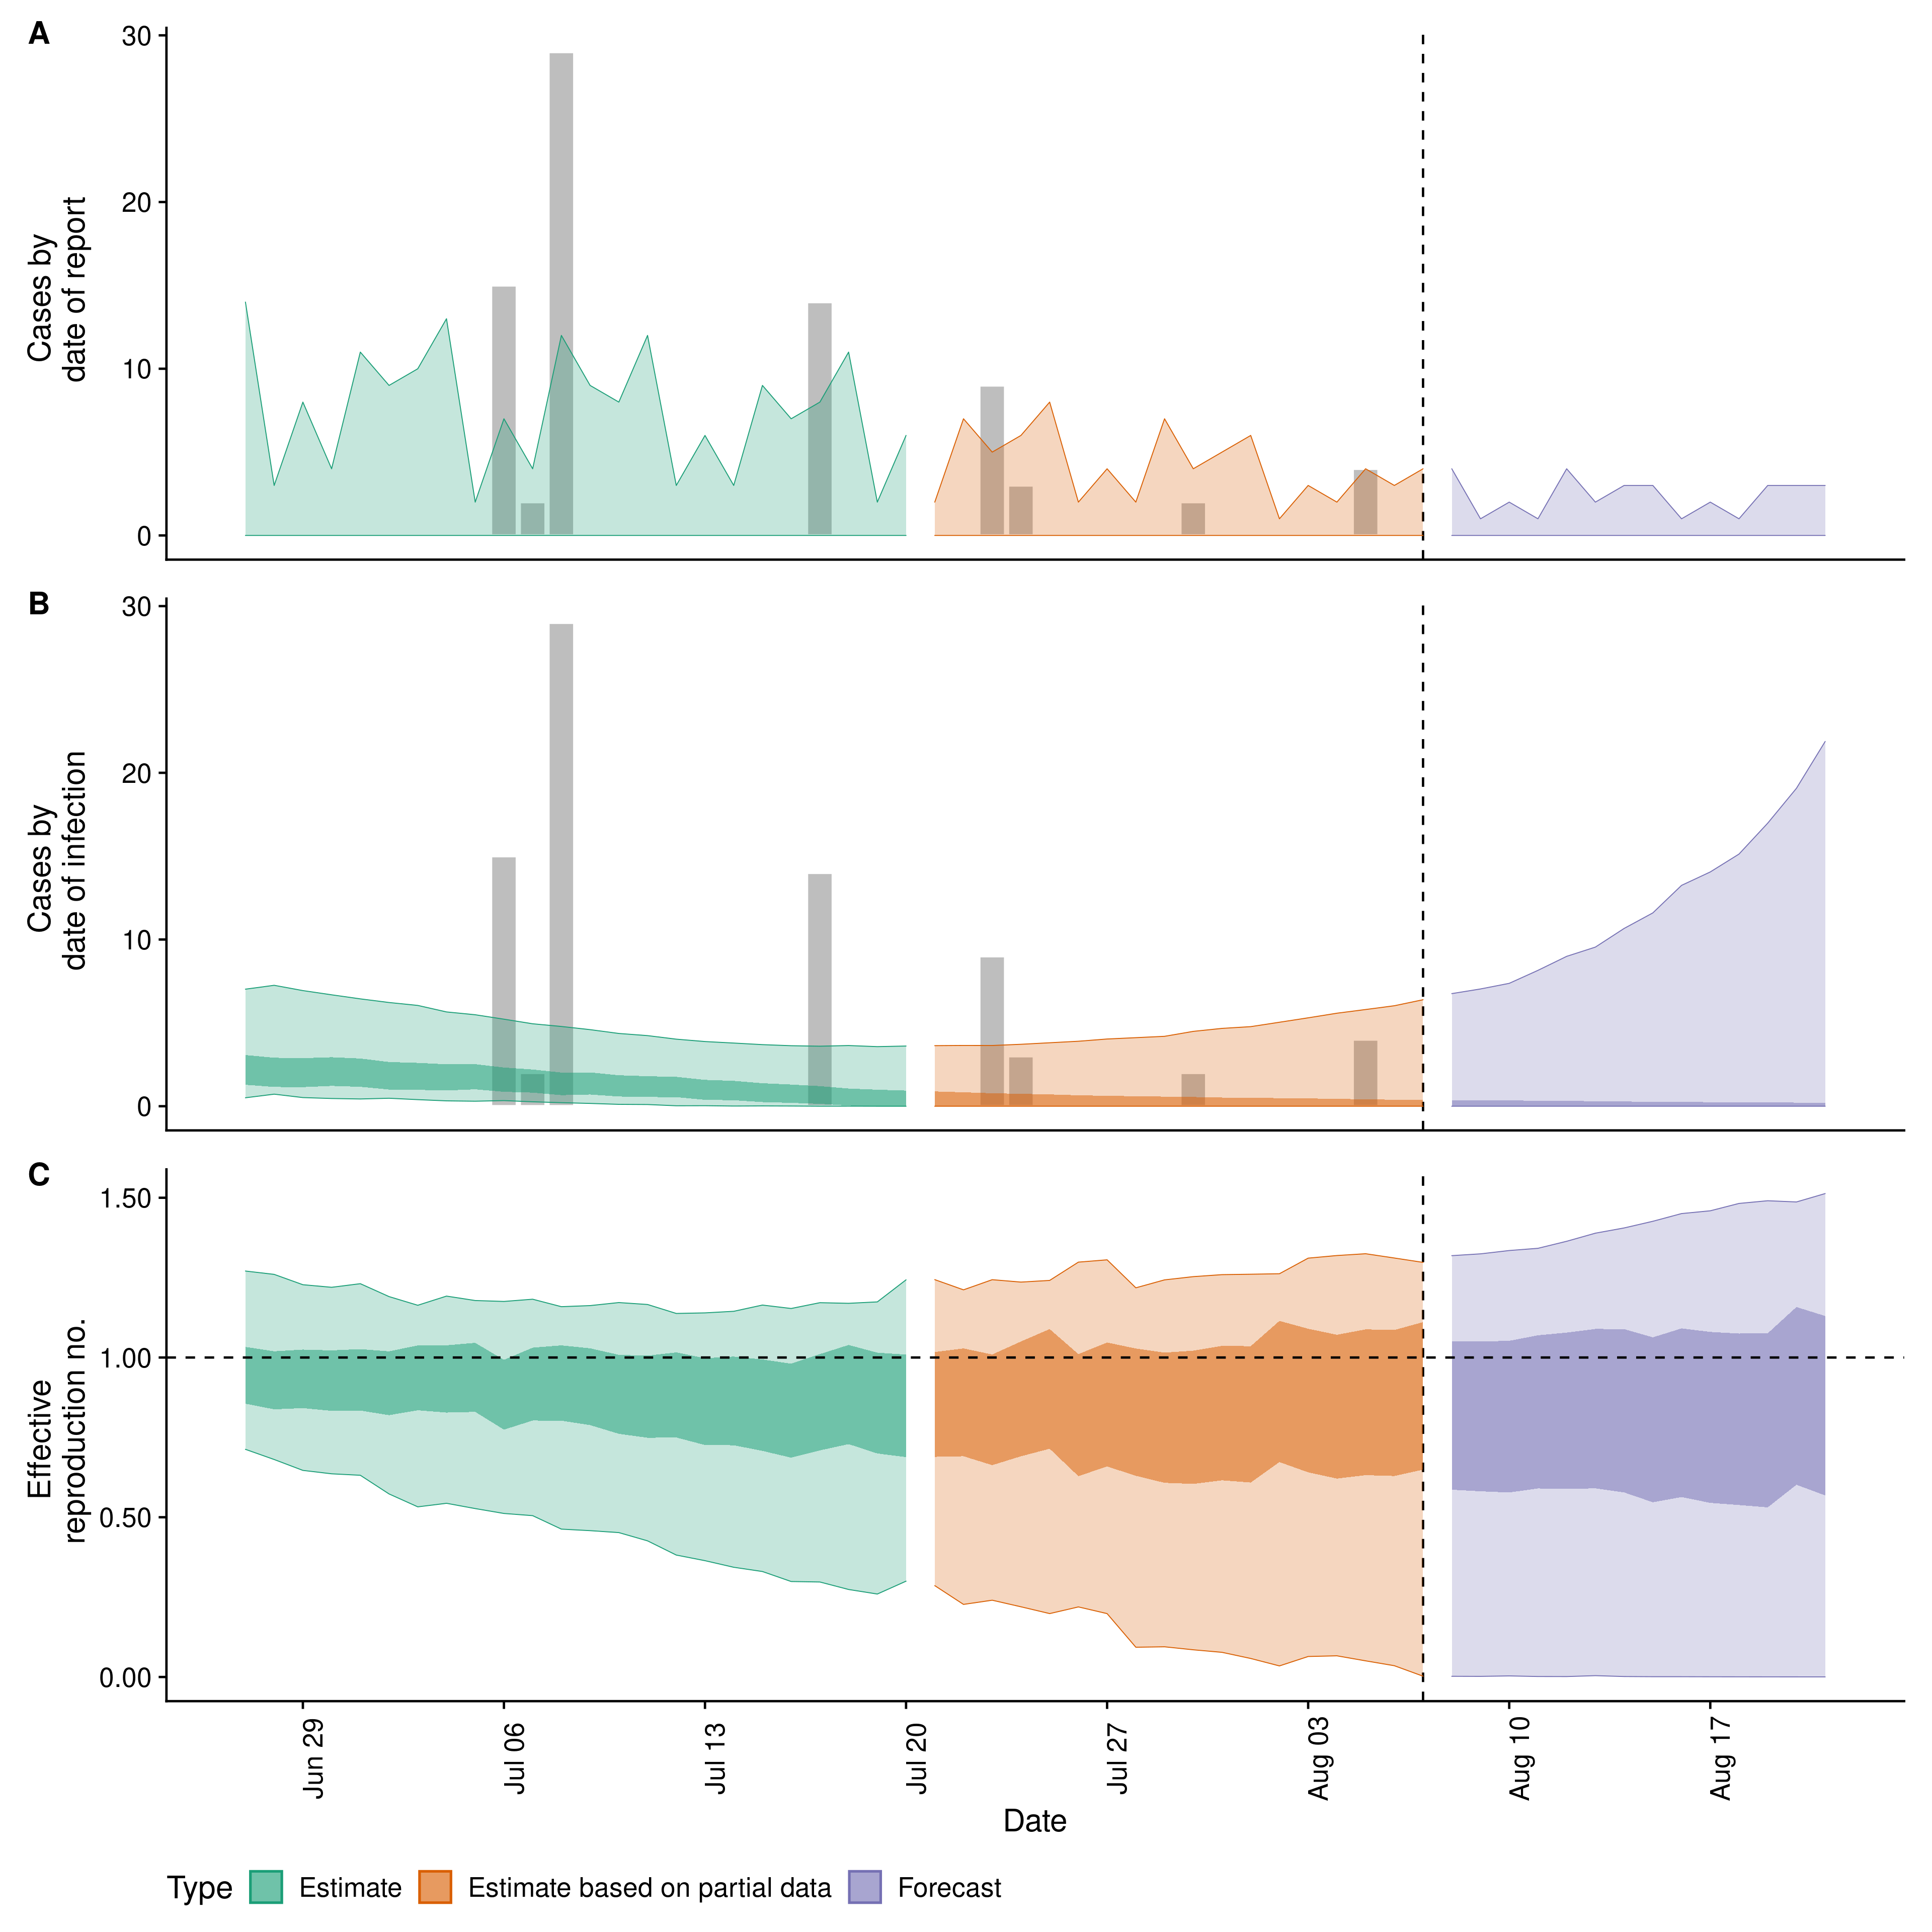 A
30
20
10
0
Cases by
date of report
B
30
20
10
0
Cases by
date of infection
C
1.50
1.00
0.50
0.00
Effective
reproduction no.
Jun 29
Jul 06
Jul 13
Jul 20
Jul 27
Aug 03
Aug 10
Aug 17
Date
Type Estimate Estimate based on partial data Forecast